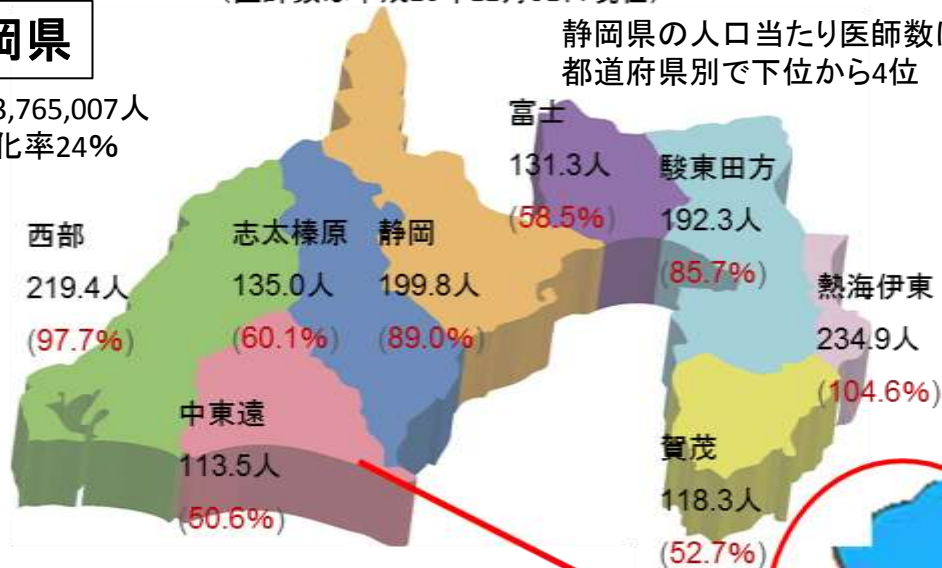 岡県
3,765,007人
化率24%
静岡県の人口当たり医師数
都道府県別で下位から4位
富士
131.3人
(58.5%)
駿東田方
192.3人
(85.7%)
西部
219.4人
(97.7%)
志太榛原
135.0人
(60.1%)
静岡
199.8人
(89.0%)
熱海伊東
234.9人
(104.6%)
中東遠
113.5人
(50.6%)
賀茂
118.3人
(52.7%)